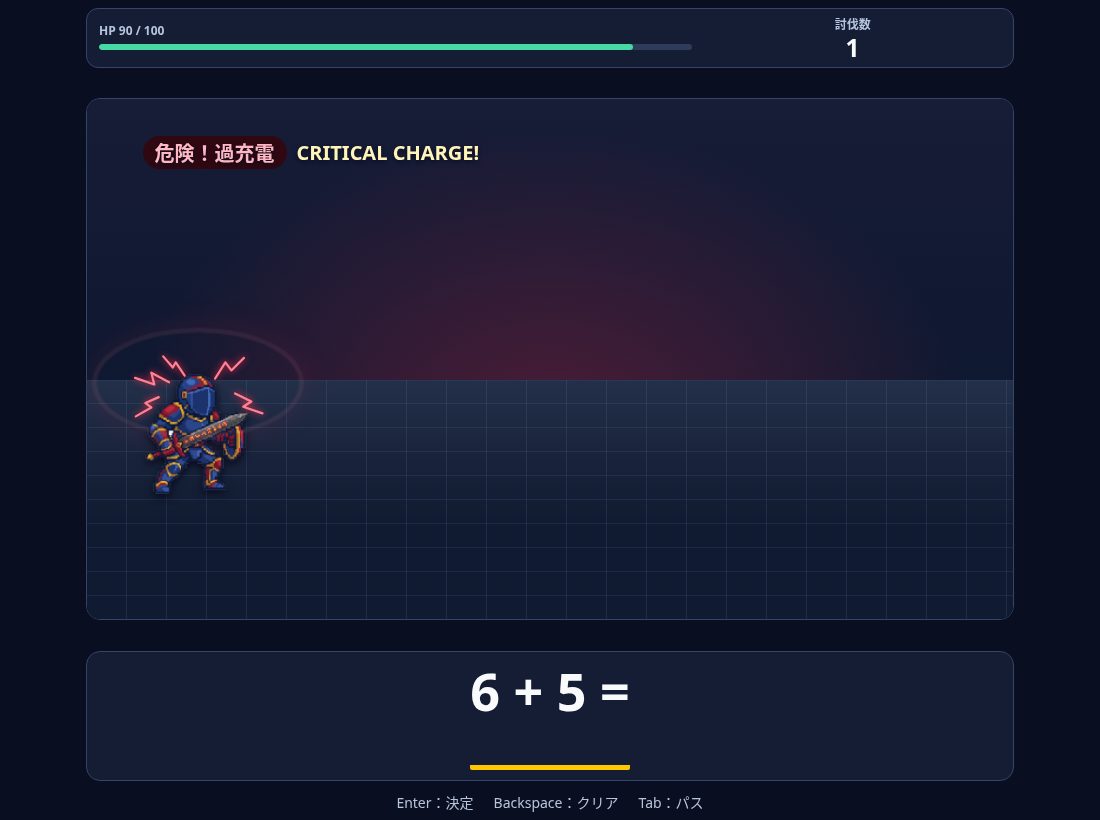 HP 90 / 100
討伐数
1
危険！過充電 CRITICAL CHARGE!
6 + 5 =
Enter：決定 Backspace：クリア Tab：パス